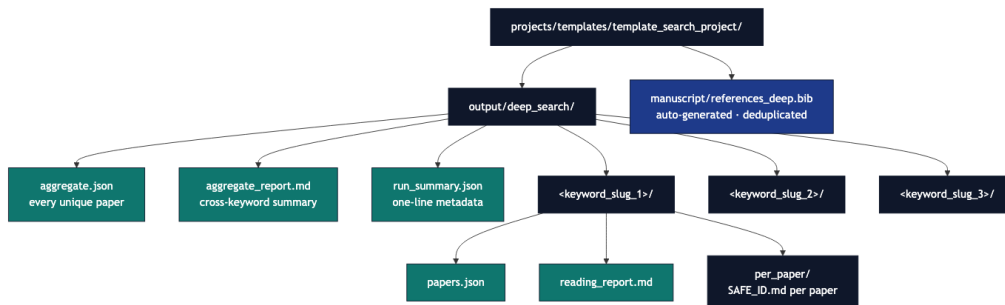 projects/templates/template_search_project/
output/deep_search/
manuscript/references_deep.bib
auto-generated · deduplicated
aggregate.json
every unique paper
aggregate_report.md
cross-keyword summary
run_summary.json
one-line metadata
<keyword_slug_1>/
<keyword_slug_2>/
<keyword_slug_3>/
papers.json
reading_report.md
per_paper/
SAFE_ID.md per paper